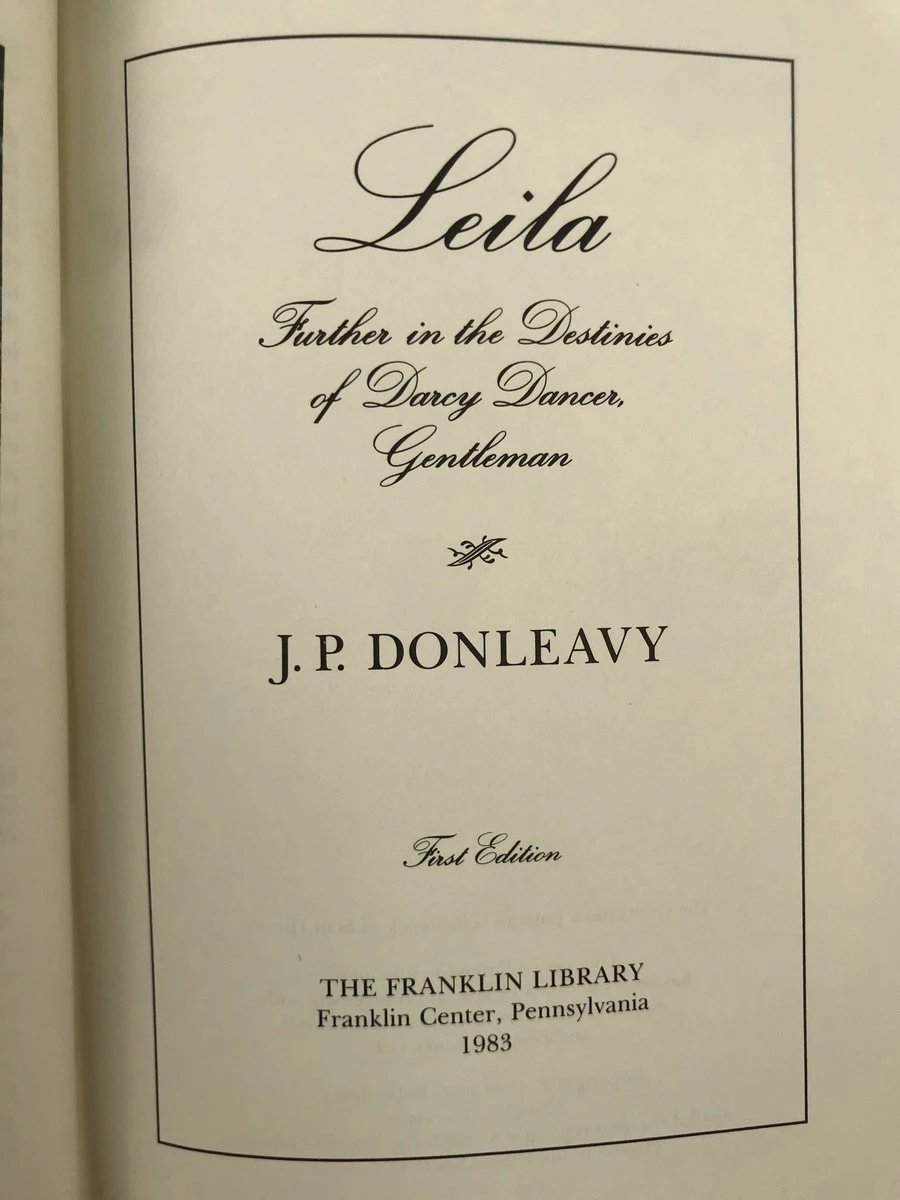 Leila
Further in the Destinies
of Darcy Dancer,
Gentleman
J. P. DONLEAVY
First Edition
THE FRANKLIN LIBRARY
Franklin Center, Pennsylvania
1983